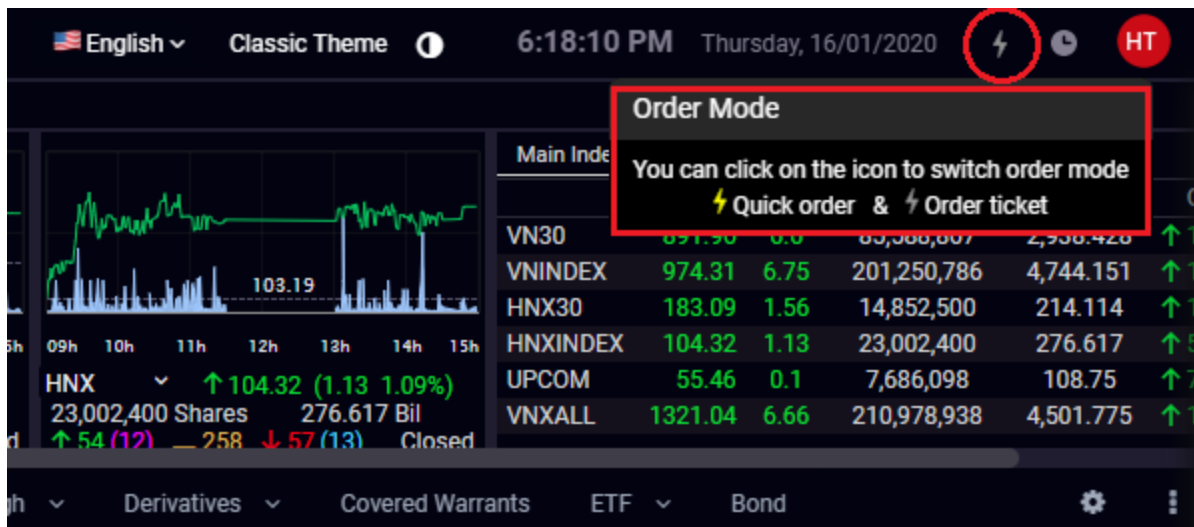 English Classic Theme 6:18:10 PM Thursday, 16/01/2020 HT
Order Mode
You can click on the icon to switch order mode
Quick order & Order ticket
103.19
09h 10h 11h 12h 13h 14h 15h
HNX ↑ 104.32 (1.13 1.09%)
23,002,400 Shares 276.617 Bil
↑ 54 (12) — 258 ↓ 57 (13) Closed
Main Inde
VN30
VNINDEX 974.31 6.75 201,250,786 4,744.151 ↑
HNX30 183.09 1.56 14,852,500 214.114 ↑
HNXINDEX 104.32 1.13 23,002,400 276.617 ↑
UPCOM 55.46 0.1 7,686,098 108.75 ↑
VNXALL 1321.04 6.66 210,978,938 4,501.775 ↑
Derivatives Covered Warrants ETF Bond